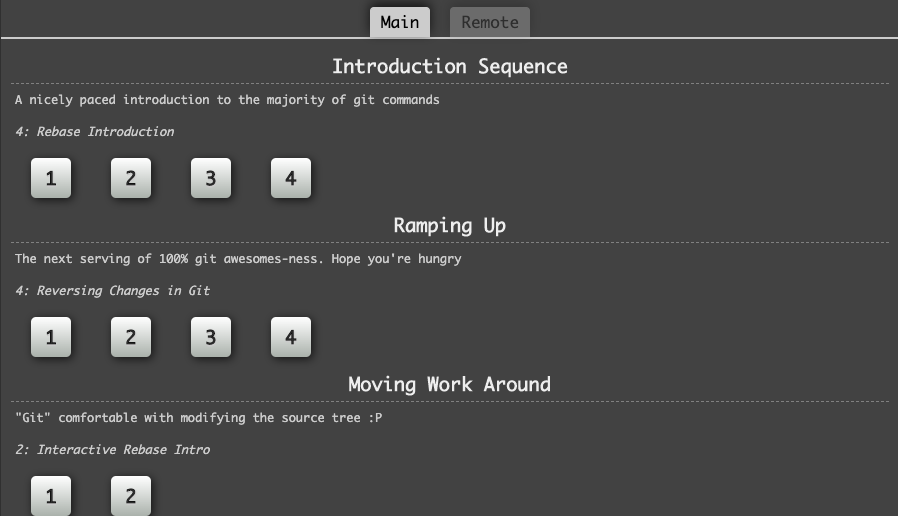 Main Remote
Introduction Sequence
A nicely paced introduction to the majority of git commands
4: Rebase Introduction
1 2 3 4
Ramping Up
The next serving of 100% git awesomes-ness. Hope you're hungry
4: Reversing Changes in Git
1 2 3 4
Moving Work Around
"Git" comfortable with modifying the source tree :P
2: Interactive Rebase Intro
1 2